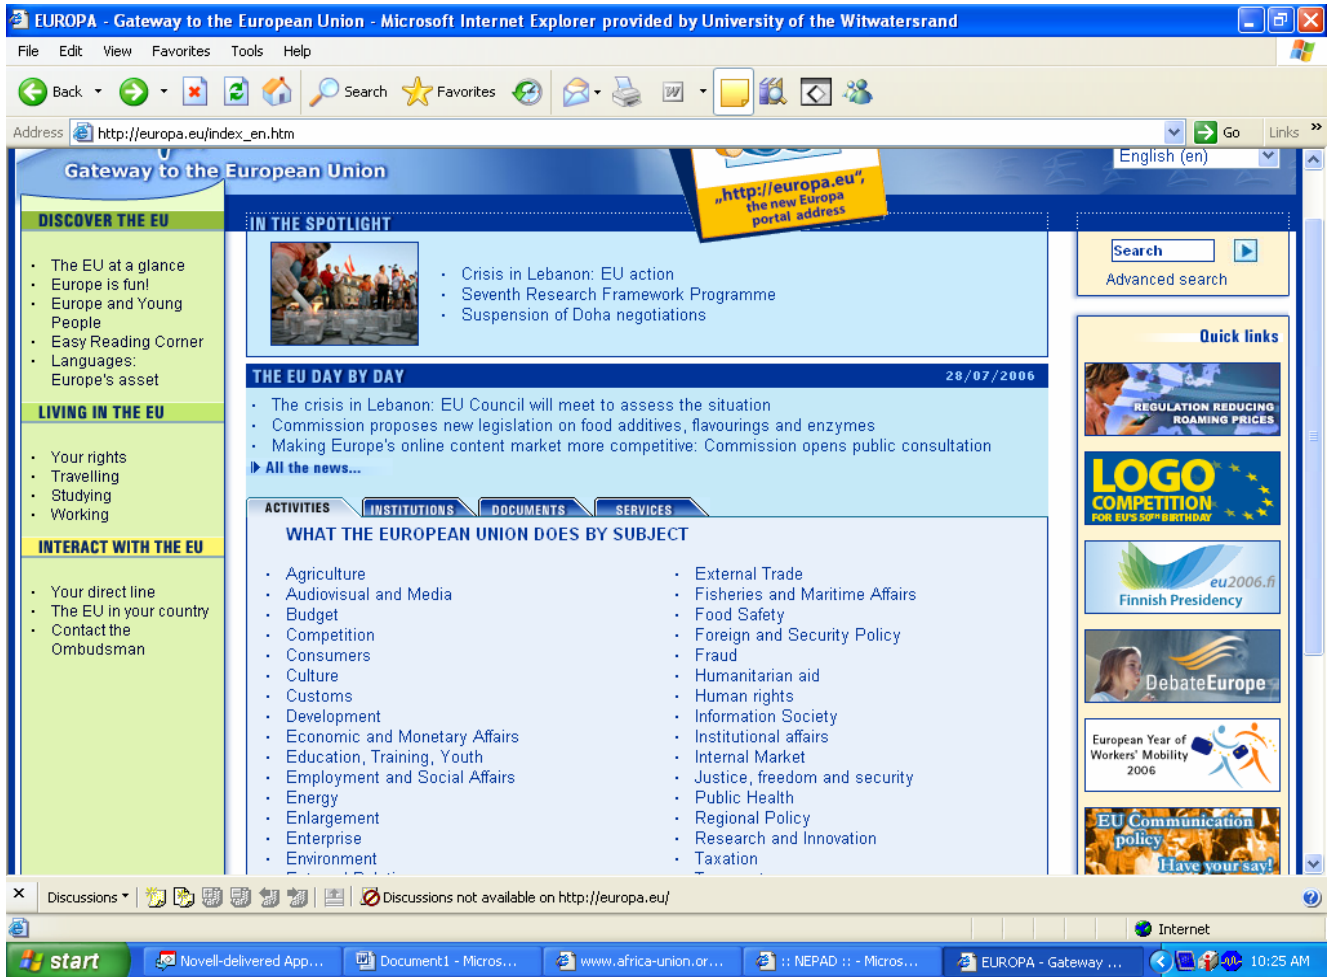 EUROPA - Gateway to the European Union - Microsoft Internet Explorer provided by University of the Witwatersrand
File Edit View Favorites Tools Help
Back Search Favorites
Address http://europa.eu/index_en.htm Go Links »
Gateway to the European Union
„http://europa.eu",
the new Europa
portal address
English (en)
DISCOVER THE EU
The EU at a glance
Europe is fun!
Europe and Young
People
Easy Reading Corner
Languages:
Europe's asset
LIVING IN THE EU
Your rights
Travelling
Studying
Working
INTERACT WITH THE EU
Your direct line
The EU in your country
Contact the
Ombudsman
IN THE SPOTLIGHT
Crisis in Lebanon: EU action
Seventh Research Framework Programme
Suspension of Doha negotiations
THE EU DAY BY DAY 28/07/2006
The crisis in Lebanon: EU Council will meet to assess the situation
Commission proposes new legislation on food additives, flavourings and enzymes
Making Europe's online content market more competitive: Commission opens public consultation
All the news...
ACTIVITIES INSTITUTIONS DOCUMENTS SERVICES
WHAT THE EUROPEAN UNION DOES BY SUBJECT
Agriculture
Audiovisual and Media
Budget
Competition
Consumers
Culture
Customs
Development
Economic and Monetary Affairs
Education, Training, Youth
Employment and Social Affairs
Energy
Enlargement
Enterprise
Environment
External Trade
Fisheries and Maritime Affairs
Food Safety
Foreign and Security Policy
Fraud
Humanitarian aid
Human rights
Information Society
Institutional affairs
Internal Market
Justice, freedom and security
Public Health
Regional Policy
Research and Innovation
Taxation
Search
Advanced search
Quick links
REGULATION REDUCING
ROAMING PRICES
LOGO
COMPETITION
FOR EU'S 50TH BIRTHDAY
eu2006.fi
Finnish Presidency
DebateEurope
European Year of
Workers' Mobility
2006
EU Communication
policy
Have your say!
Discussions Discussions not available on http://europa.eu/
Internet
start Novell-delivered App... Document1 - Micros... www.africa-union.or... :: NEPAD :: - Micros... EUROPA - Gateway ... 10:25 AM